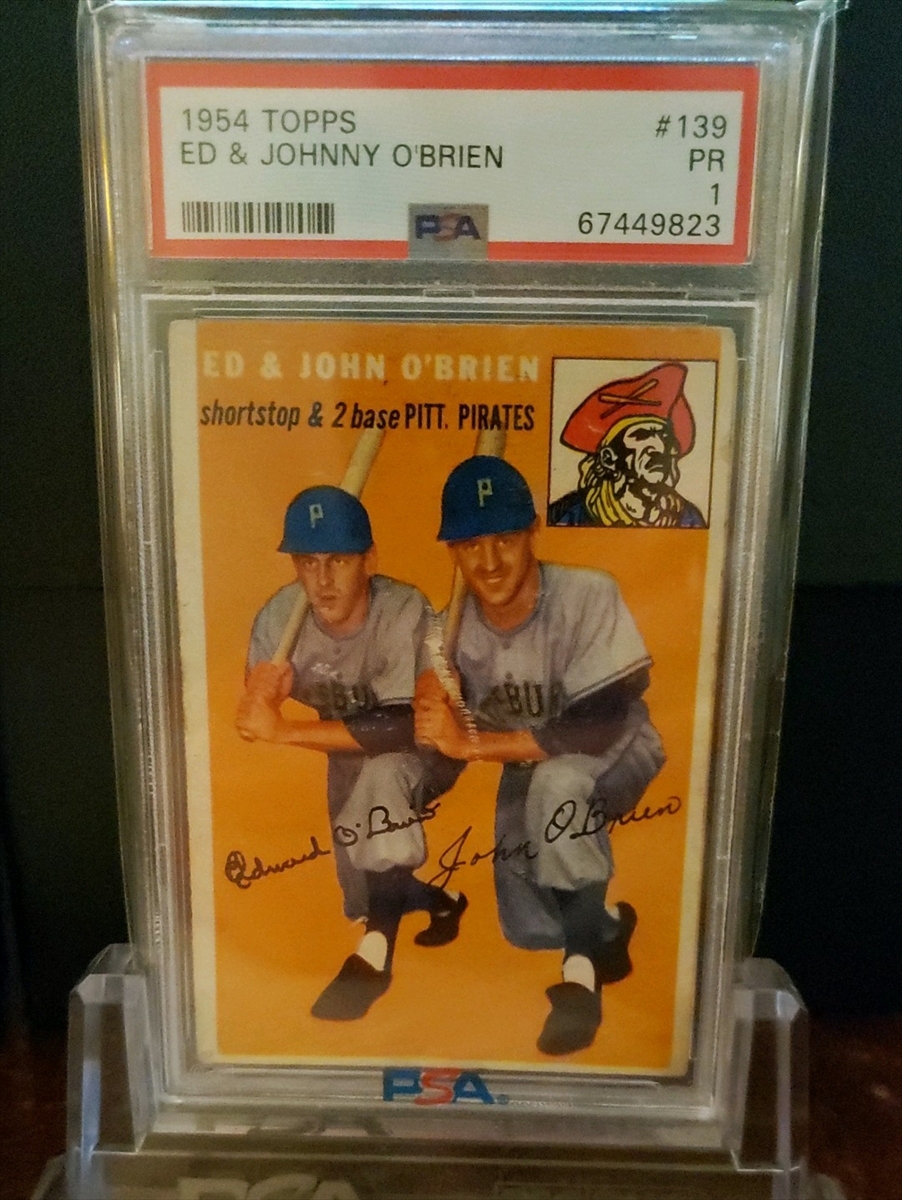 1954 TOPPS #139
ED & JOHNNY O'BRIEN PR
1
PSA 67449823
ED & JOHN O'BRIEN
shortstop & 2 base PITT. PIRATES
P P
Edward O'Brien John O'Brien
PSA
PSA